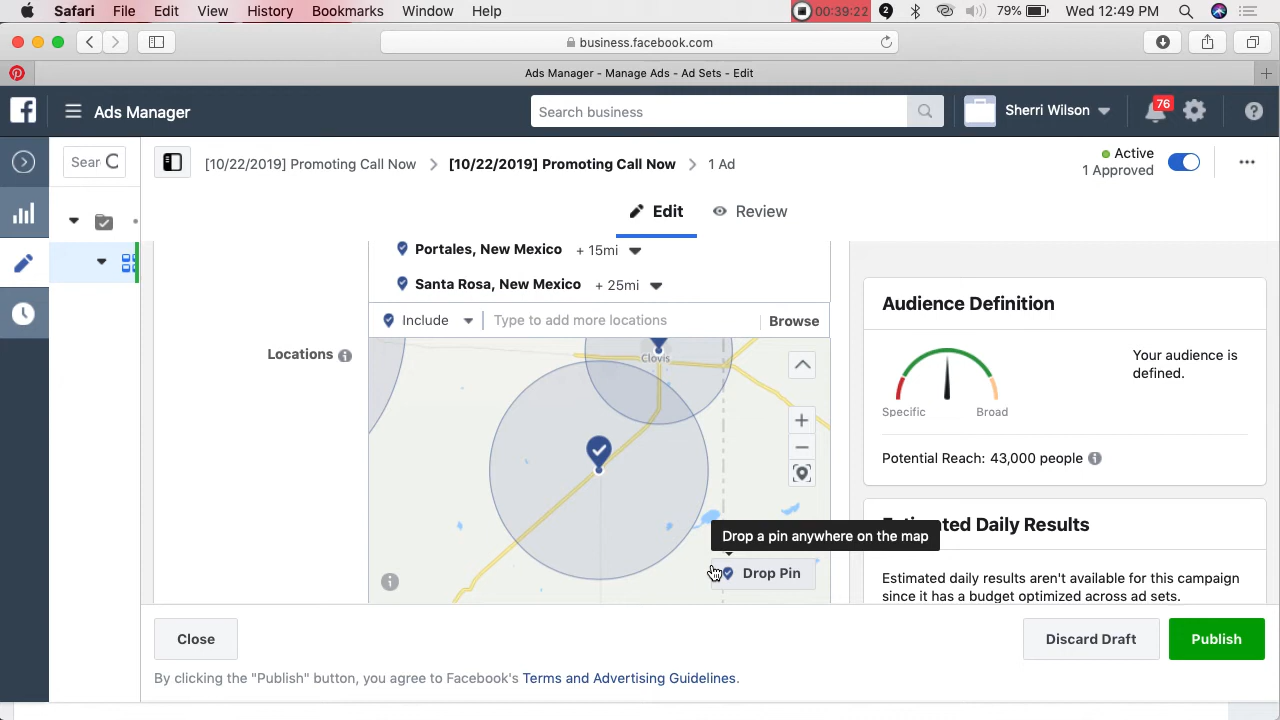 Safari File Edit View History Bookmarks Window Help 00:39:22 2 79% Wed 12:49 PM
business.facebook.com
Ads Manager - Manage Ads - Ad Sets - Edit
Ads Manager Search business Sherri Wilson 76
Sear [10/22/2019] Promoting Call Now [10/22/2019] Promoting Call Now 1 Ad Active
1 Approved
Edit Review
Portales, New Mexico + 15mi
Santa Rosa, New Mexico + 25mi
Include Type to add more locations Browse
Locations
Clovis
Drop a pin anywhere on the map
Drop Pin
Audience Definition
Your audience is
defined.
Specific Broad
Potential Reach: 43,000 people
Estimated Daily Results
Estimated daily results aren't available for this campaign
since it has a budget optimized across ad sets.
Close Discard Draft Publish
By clicking the "Publish" button, you agree to Facebook's Terms and Advertising Guidelines.